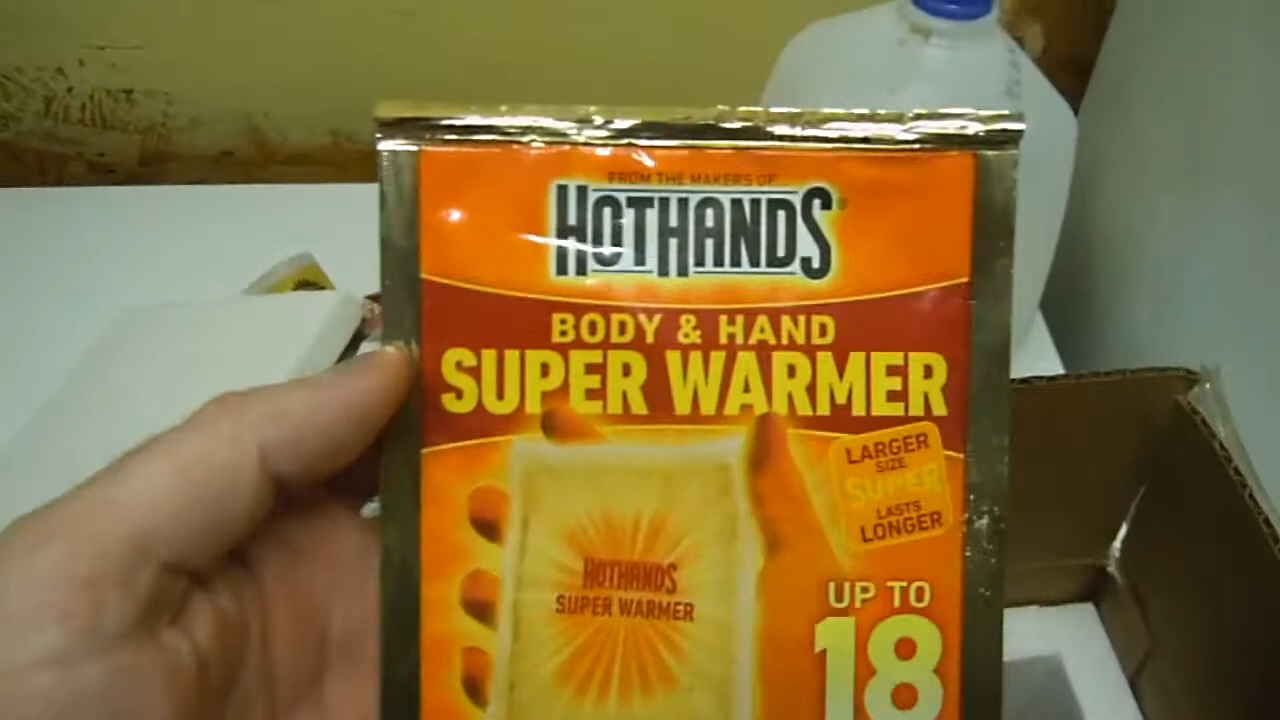 FROM THE MAKERS OF
HOTHANDS
BODY & HAND
SUPER WARMER
LARGER
SIZE
SUPER
LASTS
LONGER
HOTHANDS
SUPER WARMER
UP TO
18